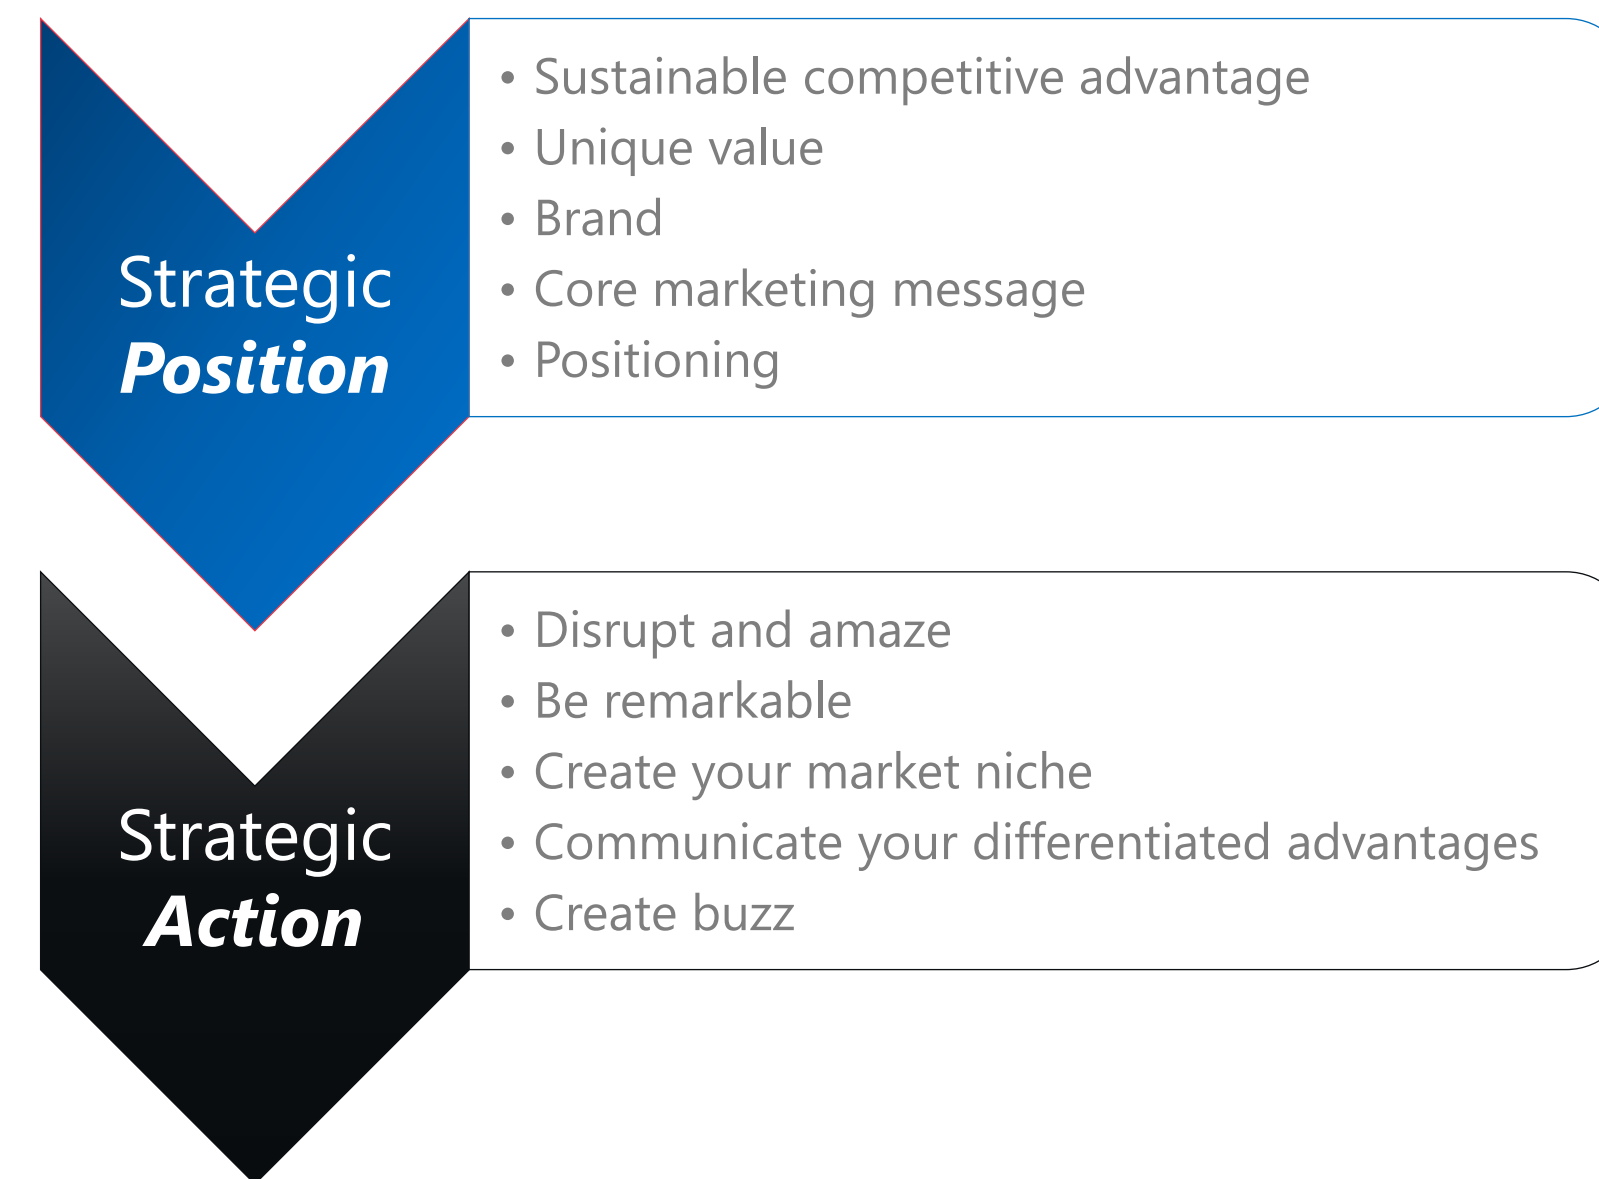 Strategic
Position
• Sustainable competitive advantage
• Unique value
• Brand
• Core marketing message
• Positioning
Strategic
Action
• Disrupt and amaze
• Be remarkable
• Create your market niche
• Communicate your differentiated advantages
• Create buzz